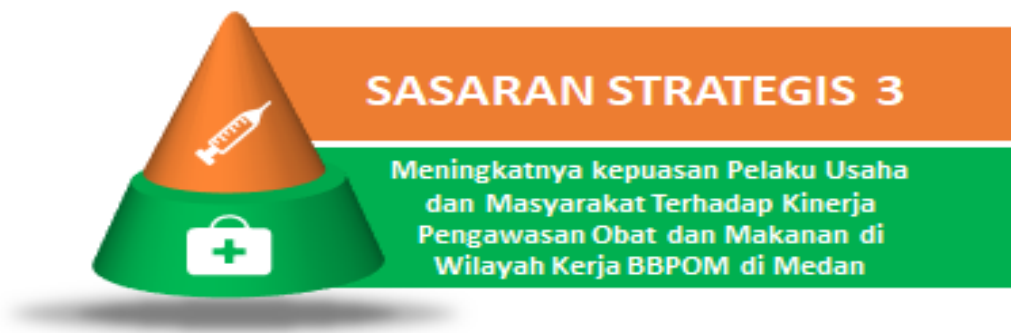 SASARAN STRATEGIS 3
Meningkatnya kepuasan Pelaku Usaha
dan Masyarakat Terhadap Kinerja
Pengawasan Obat dan Makanan di
Wilayah Kerja BBPOM di Medan